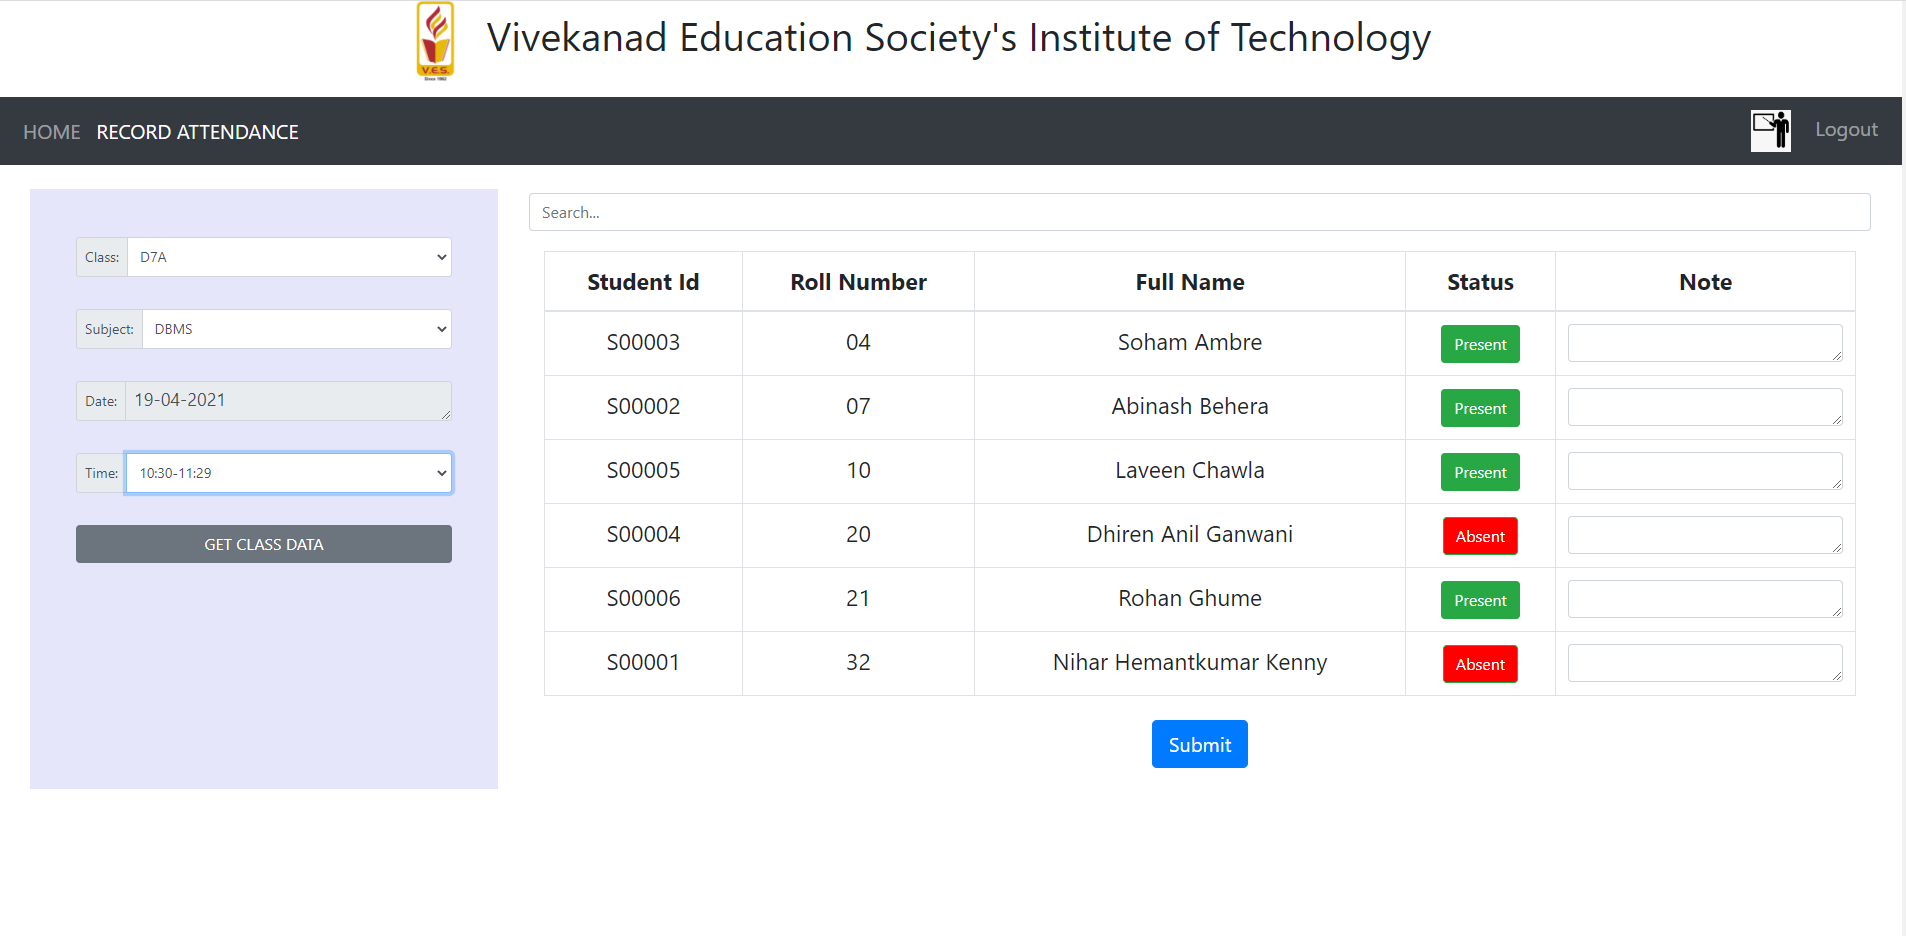 V.E.S.
Since 1962
Vivekanad Education Society's Institute of Technology
HOME RECORD ATTENDANCE Logout
Class: D7A
Subject: DBMS
Date: 19-04-2021
Time: 10:30-11:29
GET CLASS DATA
Search...
Student Id Roll Number Full Name Status Note
S00003 04 Soham Ambre Present
S00002 07 Abinash Behera Present
S00005 10 Laveen Chawla Present
S00004 20 Dhiren Anil Ganwani Absent
S00006 21 Rohan Ghume Present
S00001 32 Nihar Hemantkumar Kenny Absent
Submit